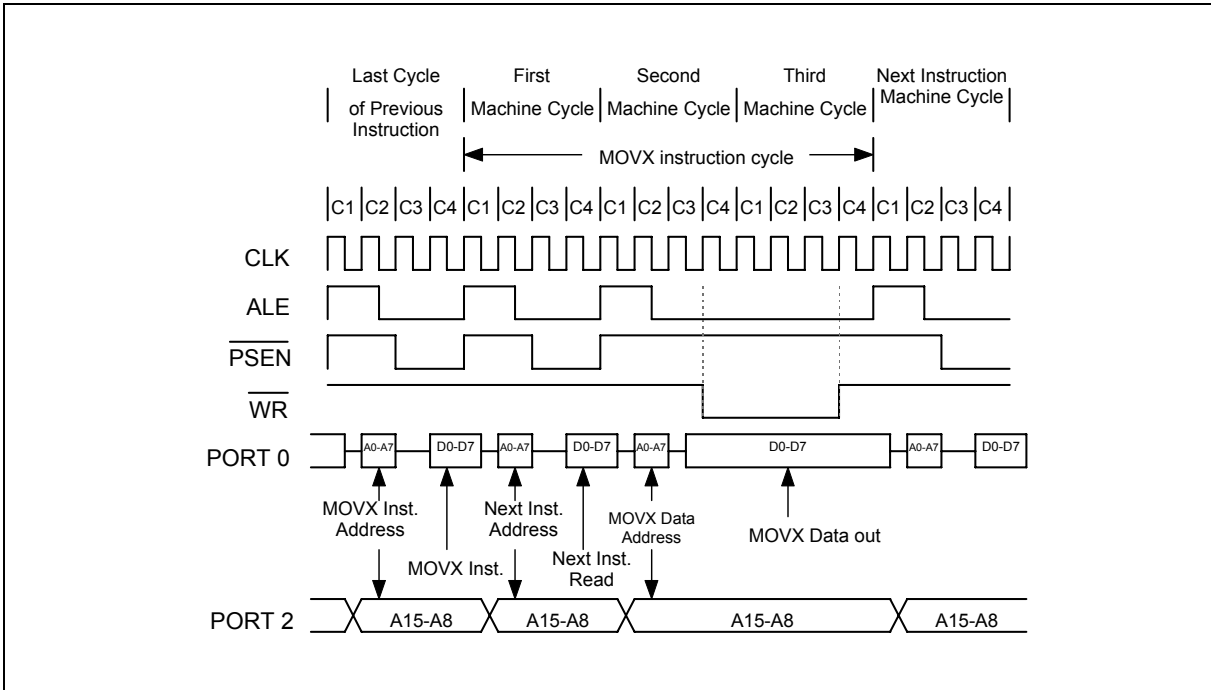 Last Cycle
of Previous
Instruction
First
Machine Cycle
Second
Machine Cycle
Third
Machine Cycle
Next Instruction
Machine Cycle
MOVX instruction cycle
C1 C2 C3 C4 C1 C2 C3 C4 C1 C2 C3 C4 C1 C2 C3 C4 C1 C2 C3 C4
CLK
ALE
PSEN
WR
PORT 0
A0-A7 D0-D7 A0-A7 D0-D7 A0-A7 D0-D7 A0-A7 D0-D7
MOVX Inst.
Address
MOVX Inst.
Next Inst.
Address
Next Inst.
Read
MOVX Data
Address
MOVX Data out
PORT 2
A15-A8 A15-A8 A15-A8 A15-A8